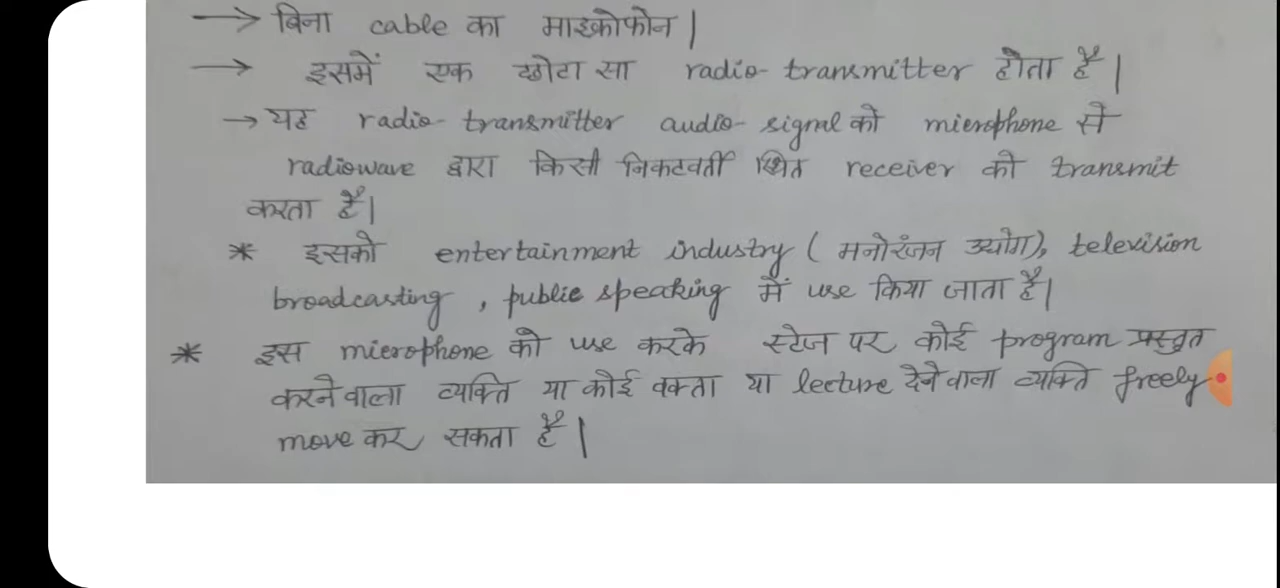 → बिना cable का माइक्रोफोन |
→ इसमें एक छोटा सा radio transmitter होता है |
→ यह radio transmitter audio signal को microphone से
radiowave द्वारा किसी निकटवर्ती स्थित receiver को transmit
करता है |
* इसको entertainment industry ( मनोरंजन उद्योग), television
broadcasting , public speaking में use किया जाता है |
* इस microphone को use करके स्टेज पर कोई program प्रस्तुत
करने वाला व्यक्ति या कोई वक्ता या lecture देने वाला व्यक्ति freely
move कर सकता है |